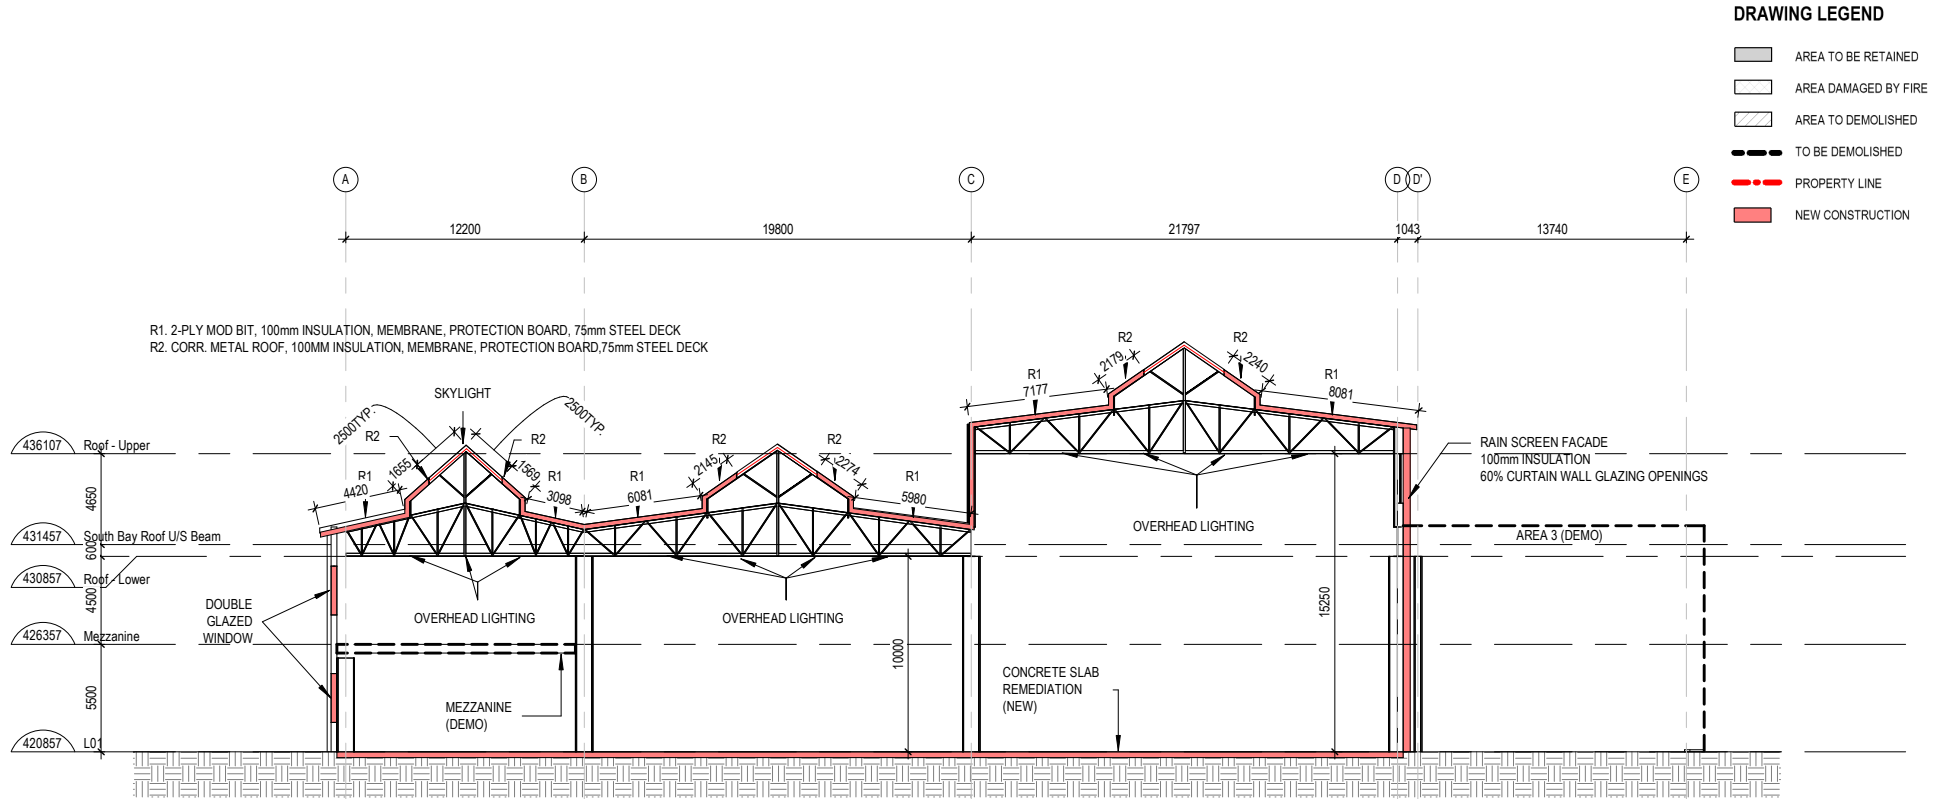 DRAWING LEGEND
AREA TO BE RETAINED
AREA DAMAGED BY FIRE
AREA TO DEMOLISHED
TO BE DEMOLISHED
PROPERTY LINE
NEW CONSTRUCTION
A
B
C
D
D'
E
12200
19800
21797
1043
13740
R1. 2-PLY MOD BIT, 100mm INSULATION, MEMBRANE, PROTECTION BOARD, 75mm STEEL DECK
R2. CORR. METAL ROOF, 100MM INSULATION, MEMBRANE, PROTECTION BOARD,75mm STEEL DECK
SKYLIGHT
2500TYP.
2500TYP.
R2
R2
R1
1655
4420
1569
R1
3098
R1
6081
R2
2145
R2
2274
R1
5980
R1
7177
R2
2179
R2
2240
R1
8081
436107 Roof - Upper
4650
431457 South Bay Roof U/S Beam
600
430857 Roof - Lower
4500
426357 Mezzanine
5500
420857 L01
DOUBLE
GLAZED
WINDOW
OVERHEAD LIGHTING
OVERHEAD LIGHTING
OVERHEAD LIGHTING
MEZZANINE
(DEMO)
10000
15250
CONCRETE SLAB
REMEDIATION
(NEW)
RAIN SCREEN FACADE
100mm INSULATION
60% CURTAIN WALL GLAZING OPENINGS
AREA 3 (DEMO)